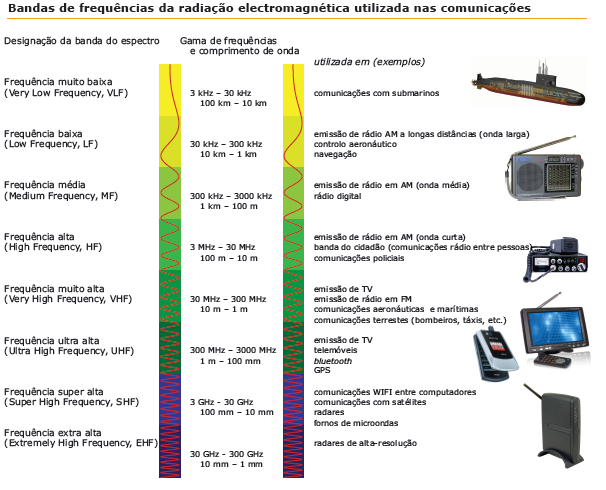 Bandas de frequências da radiação electromagnética utilizada nas comunicações
Designação da banda do espectro
Gama de frequências
e comprimento de onda
utilizada em (exemplos)
Frequência muito baixa
(Very Low Frequency, VLF)
3 kHz – 30 kHz
100 km – 10 km
comunicações com submarinos
Frequência baixa
(Low Frequency, LF)
30 kHz – 300 kHz
10 km – 1 km
emissão de rádio AM a longas distâncias (onda larga)
controlo aeronáutico
navegação
Frequência média
(Medium Frequency, MF)
300 kHz – 3000 kHz
1 km – 100 m
emissão de rádio em AM (onda média)
rádio digital
Frequência alta
(High Frequency, HF)
3 MHz – 30 MHz
100 m – 10 m
emissão de rádio em AM (onda curta)
banda do cidadão (comunicações rádio entre pessoas)
comunicações policiais
Frequência muito alta
(Very High Frequency, VHF)
30 MHz – 300 MHz
10 m – 1 m
emissão de TV
emissão de rádio em FM
comunicações aeronáuticas e marítimas
comunicações terrestes (bombeiros, táxis, etc.)
Frequência ultra alta
(Ultra High Frequency, UHF)
300 MHz – 3000 MHz
1 m – 100 mm
emissão de TV
telemóveis
bluetooth
GPS
Frequência super alta
(Super High Frequency, SHF)
3 GHz - 30 GHz
100 mm – 10 mm
comunicações WIFI entre computadores
comunicações com satélites
radares
fornos de microondas
Frequência extra alta
(Extremely High Frequency, EHF)
30 GHz - 300 GHz
10 mm – 1 mm
radares de alta-resolução